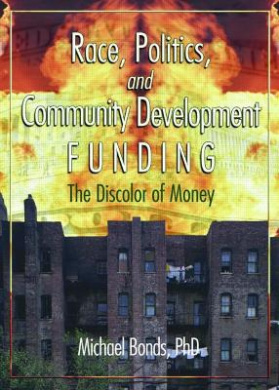 Race, Politics,
and
Community Development
FUNDING
The Discolor of Money
Michael Bonds, PhD